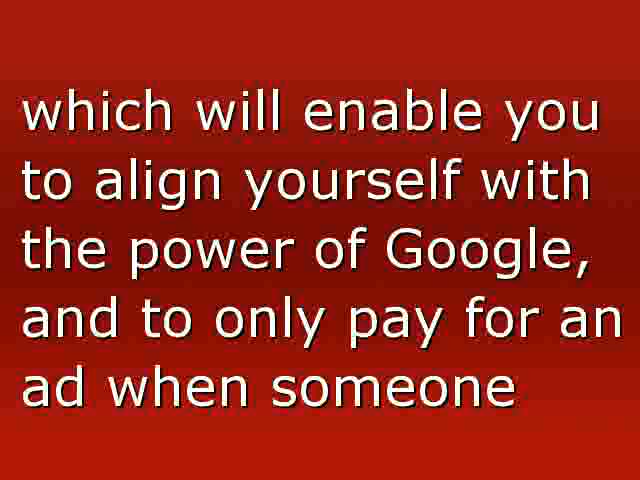 which will enable you
to align yourself with
the power of Google,
and to only pay for an
ad when someone